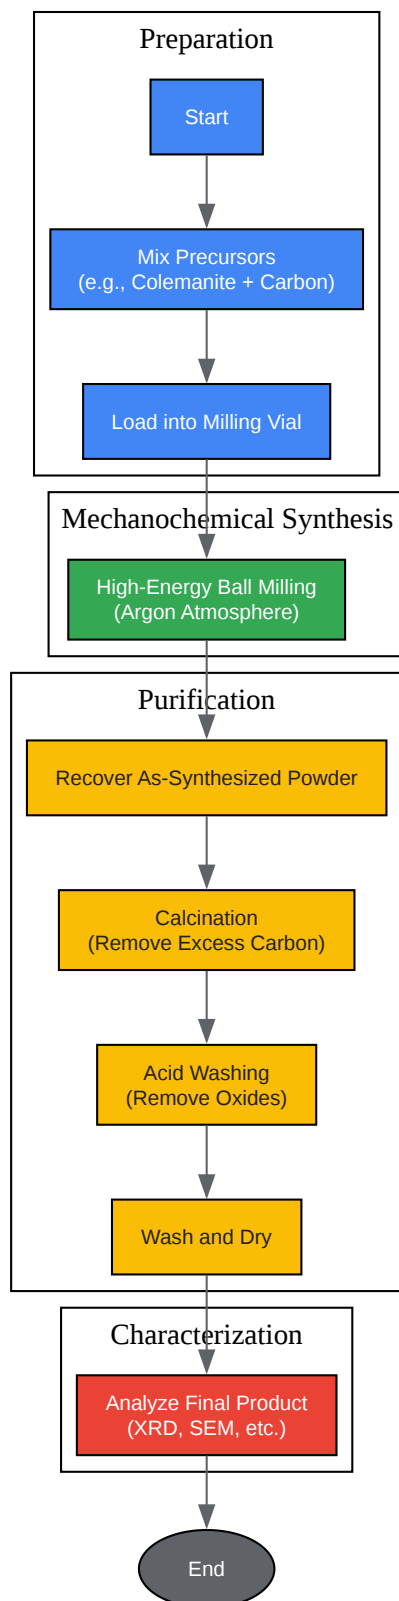 Preparation
Start
Mix Precursors
(e.g., Colemanite + Carbon)
Load into Milling Vial
Mechanochemical Synthesis
High-Energy Ball Milling
(Argon Atmosphere)
Purification
Recover As-Synthesized Powder
Calcination
(Remove Excess Carbon)
Acid Washing
(Remove Oxides)
Wash and Dry
Characterization
Analyze Final Product
(XRD, SEM, etc.)
End